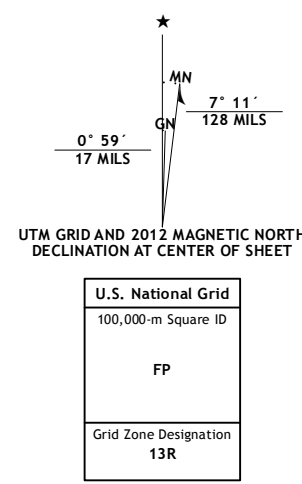 MN
GN
7° 11´
128 MILS
0° 59´
17 MILS
UTM GRID AND 2012 MAGNETIC NORTH
DECLINATION AT CENTER OF SHEET
U.S. National Grid
100,000-m Square ID
FP
Grid Zone Designation
13R